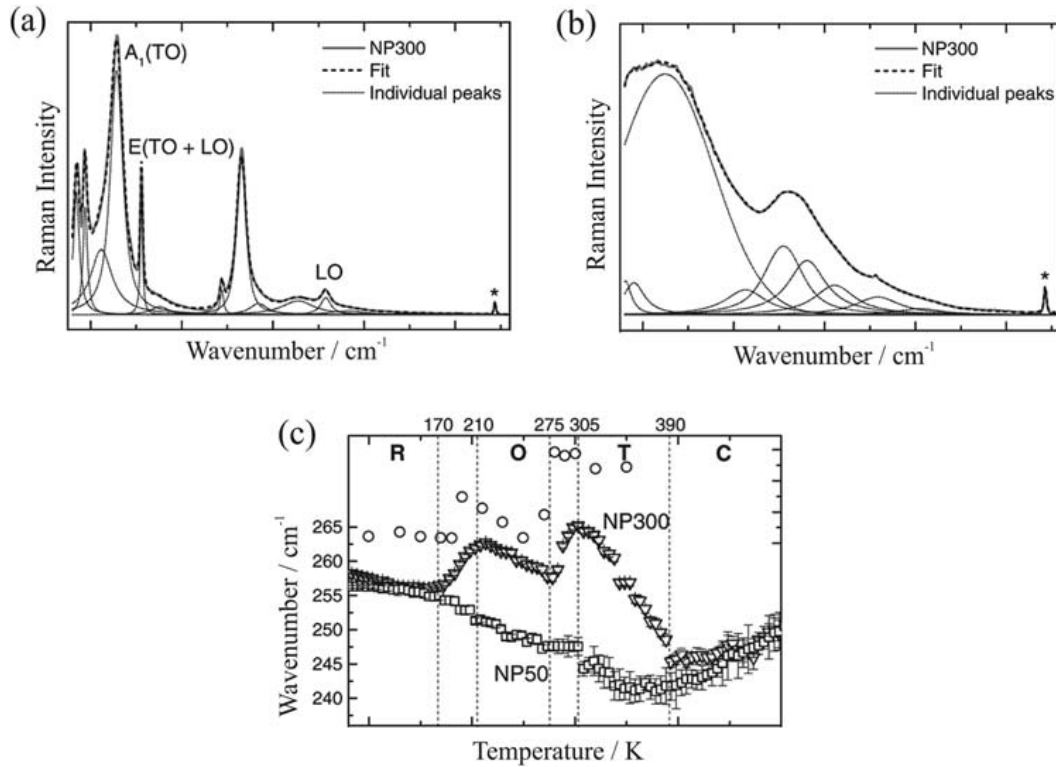 (a)
A₁(TO)
E(TO + LO)
LO
*
NP300
Fit
Individual peaks
Raman Intensity
Wavenumber / cm⁻¹
(b)
NP300
Fit
Individual peaks
*
Raman Intensity
Wavenumber / cm⁻¹
(c)
170 210 275 305 390
R O T C
NP300
NP50
265
260
255
250
245
240
Wavenumber / cm⁻¹
Temperature / K